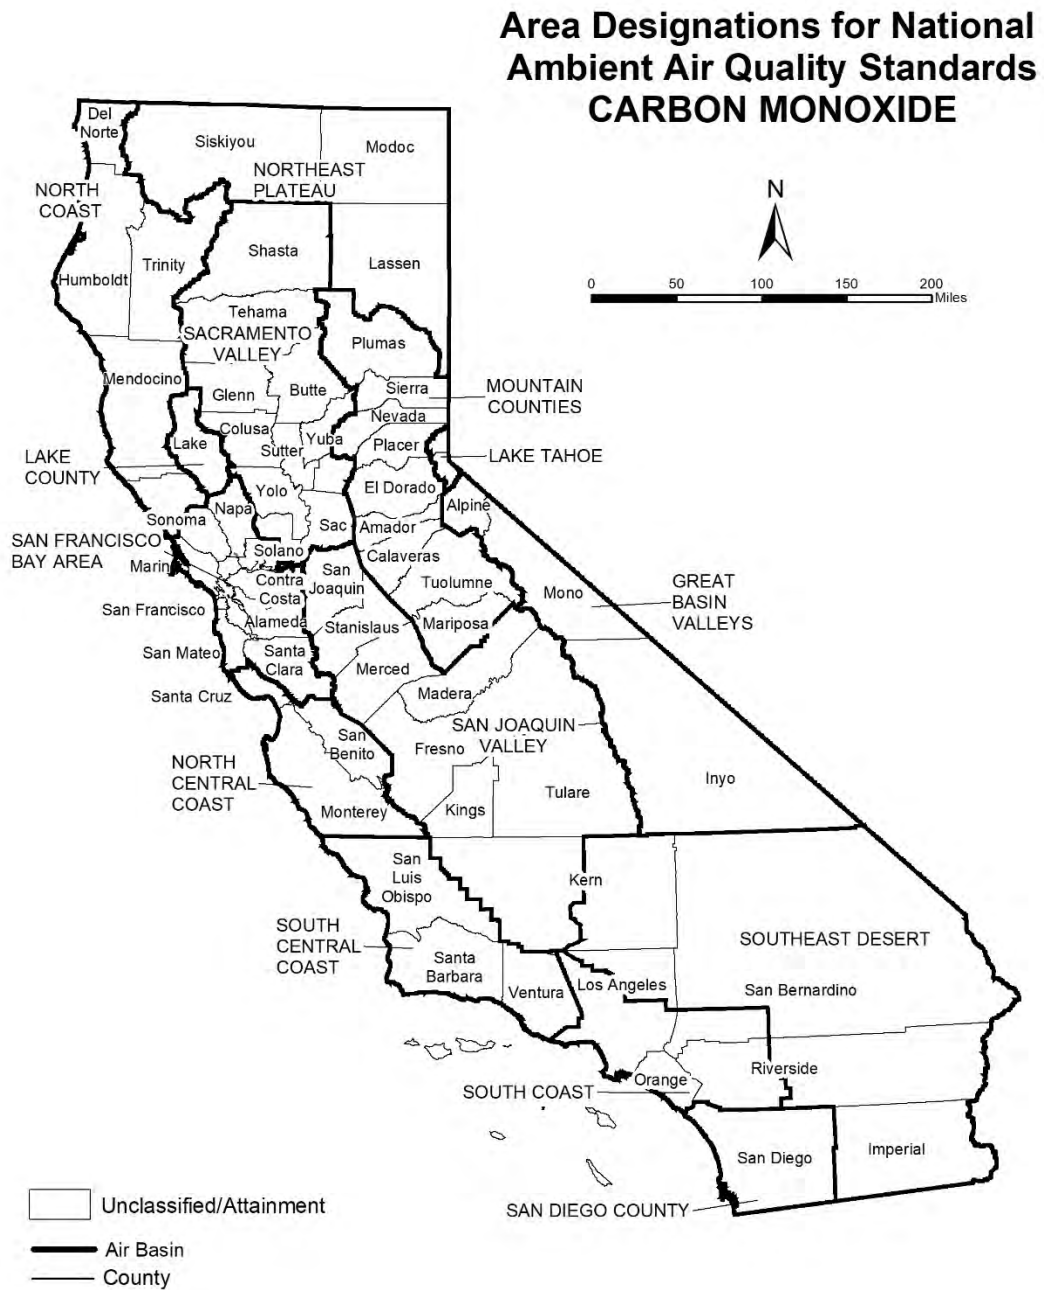 Area Designations for National
Ambient Air Quality Standards
CARBON MONOXIDE
N
0 50 100 150 200
Miles
Del
Norte
Siskiyou
Modoc
NORTHEAST
PLATEAU
NORTH
COAST
Shasta
Trinity
Lassen
Humboldt
Tehama
SACRAMENTO
VALLEY
Plumas
Mendocino
Glenn
Butte
Sierra
MOUNTAIN
COUNTIES
Nevada
Colusa
Yuba
Lake
Sutter
Placer
LAKE
COUNTY
LAKE TAHOE
Yolo
El Dorado
Alpine
Napa
Sonoma
Sac
Amador
SAN FRANCISCO
BAY AREA
Solano
Calaveras
Marin
Contra
Costa
San
Joaquin
Tuolumne
Mono
GREAT
BASIN
VALLEYS
San Francisco
Alameda
Stanislaus
Mariposa
San Mateo
Santa
Clara
Merced
Santa Cruz
Madera
SAN JOAQUIN
VALLEY
San
Benito
Fresno
NORTH
CENTRAL
COAST
Inyo
Tulare
Monterey
Kings
San
Luis
Obispo
Kern
SOUTH
CENTRAL
COAST
SOUTHEAST DESERT
Santa
Barbara
Ventura
Los Angeles
San Bernardino
Riverside
Orange
SOUTH COAST
San Diego
Imperial
SAN DIEGO COUNTY
Unclassified/Attainment
Air Basin
County